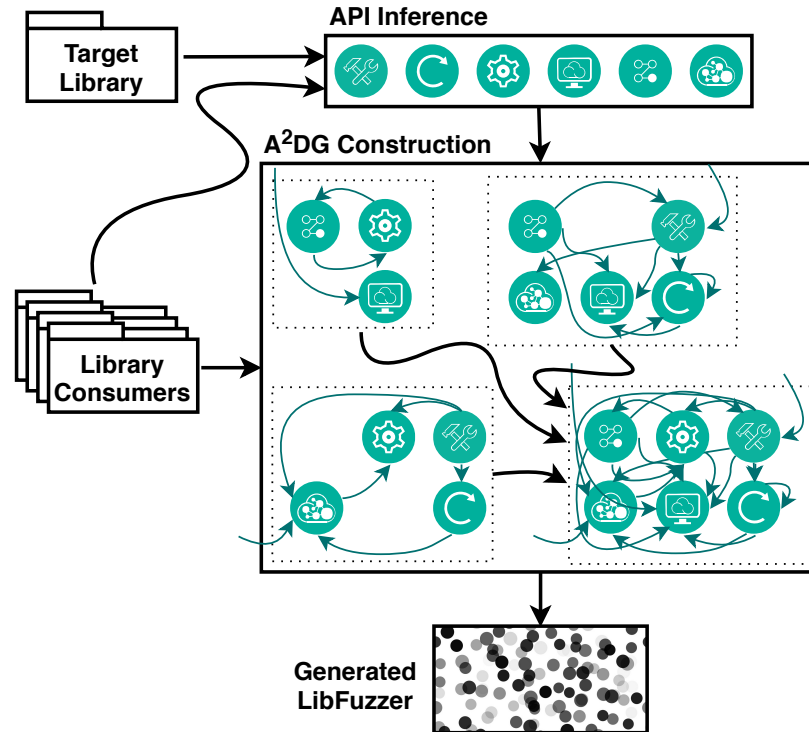 API Inference
Target
Library
A²DG Construction
Library
Consumers
Generated
LibFuzzer